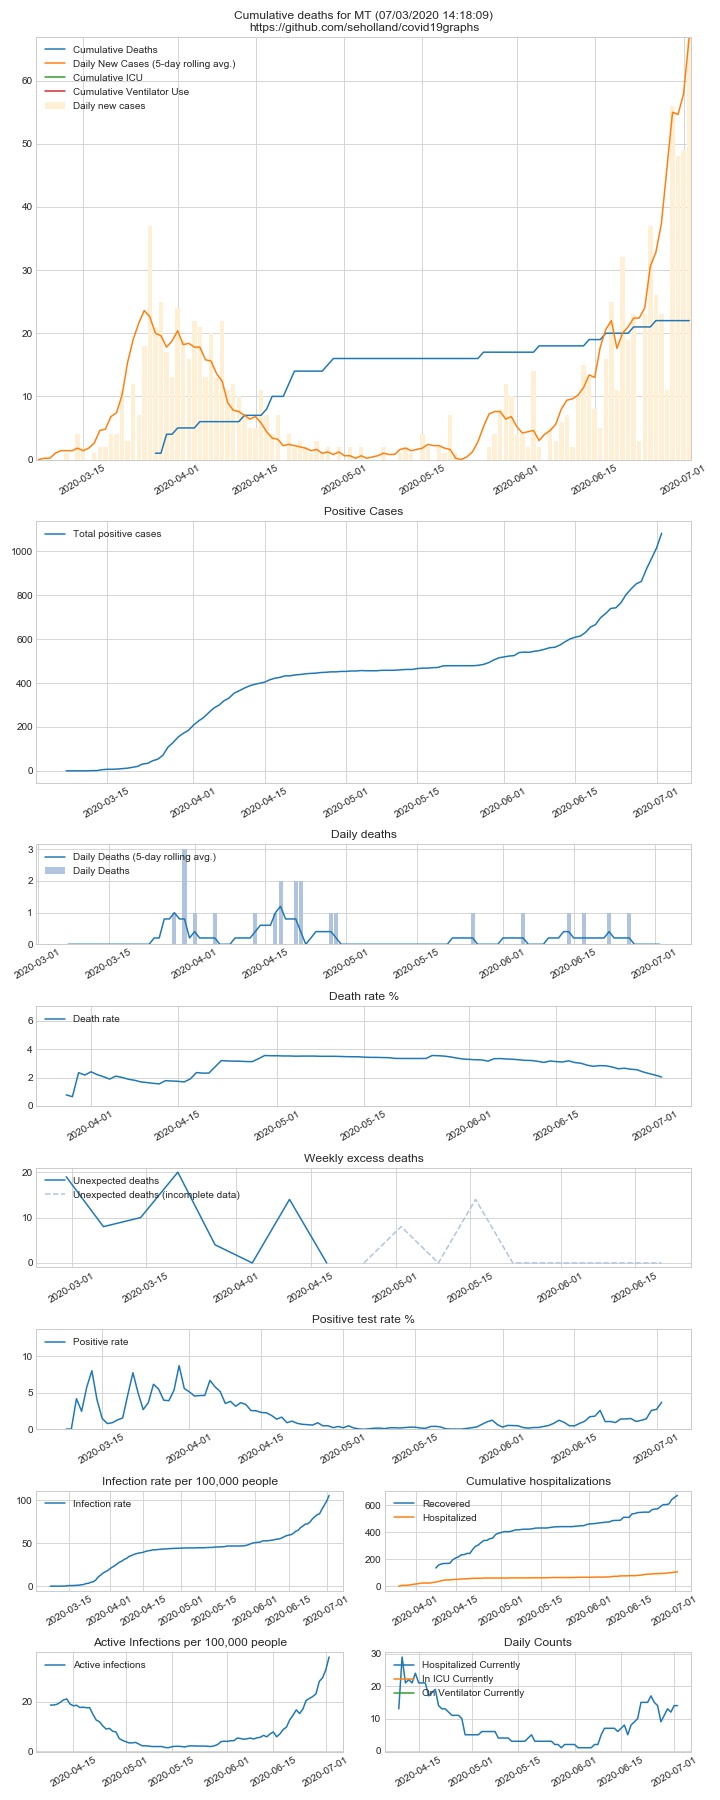 Cumulative deaths for MT (07/03/2020 14:18:09)
https://github.com/seholland/covid19graphs
Cumulative Deaths
Daily New Cases (5-day rolling avg.)
Cumulative ICU
Cumulative Ventilator Use
Daily new cases
60
50
40
30
20
10
0
2020-03-15 2020-04-01 2020-04-15 2020-05-01 2020-05-15 2020-06-01 2020-06-15 2020-07-01
Positive Cases
Total positive cases
1000
800
600
400
200
0
2020-03-15 2020-04-01 2020-04-15 2020-05-01 2020-05-15 2020-06-01 2020-06-15 2020-07-01
Daily deaths
Daily Deaths (5-day rolling avg.)
Daily Deaths
3
2
1
0
2020-03-01 2020-03-15 2020-04-01 2020-04-15 2020-05-01 2020-05-15 2020-06-01 2020-06-15 2020-07-01
Death rate %
Death rate
6
4
2
0
2020-04-01 2020-04-15 2020-05-01 2020-05-15 2020-06-01 2020-06-15 2020-07-01
Weekly excess deaths
Unexpected deaths
Unexpected deaths (incomplete data)
20
10
0
2020-03-01 2020-03-15 2020-04-01 2020-04-15 2020-05-01 2020-05-15 2020-06-01 2020-06-15
Positive test rate %
Positive rate
10
5
0
2020-03-15 2020-04-01 2020-04-15 2020-05-01 2020-05-15 2020-06-01 2020-06-15 2020-07-01
Infection rate per 100,000 people
Infection rate
100
50
0
2020-03-15 2020-04-01 2020-04-15 2020-05-01 2020-05-15 2020-06-01 2020-06-15 2020-07-01
Cumulative hospitalizations
Recovered
Hospitalized
600
400
200
0
2020-04-01 2020-04-15 2020-05-01 2020-05-15 2020-06-01 2020-06-15 2020-07-01
Active Infections per 100,000 people
Active infections
20
0
2020-04-15 2020-05-01 2020-05-15 2020-06-01 2020-06-15 2020-07-01
Daily Counts
Hospitalized Currently
In ICU Currently
On Ventilator Currently
30
20
10
0
2020-04-15 2020-05-01 2020-05-15 2020-06-01 2020-06-15 2020-07-01